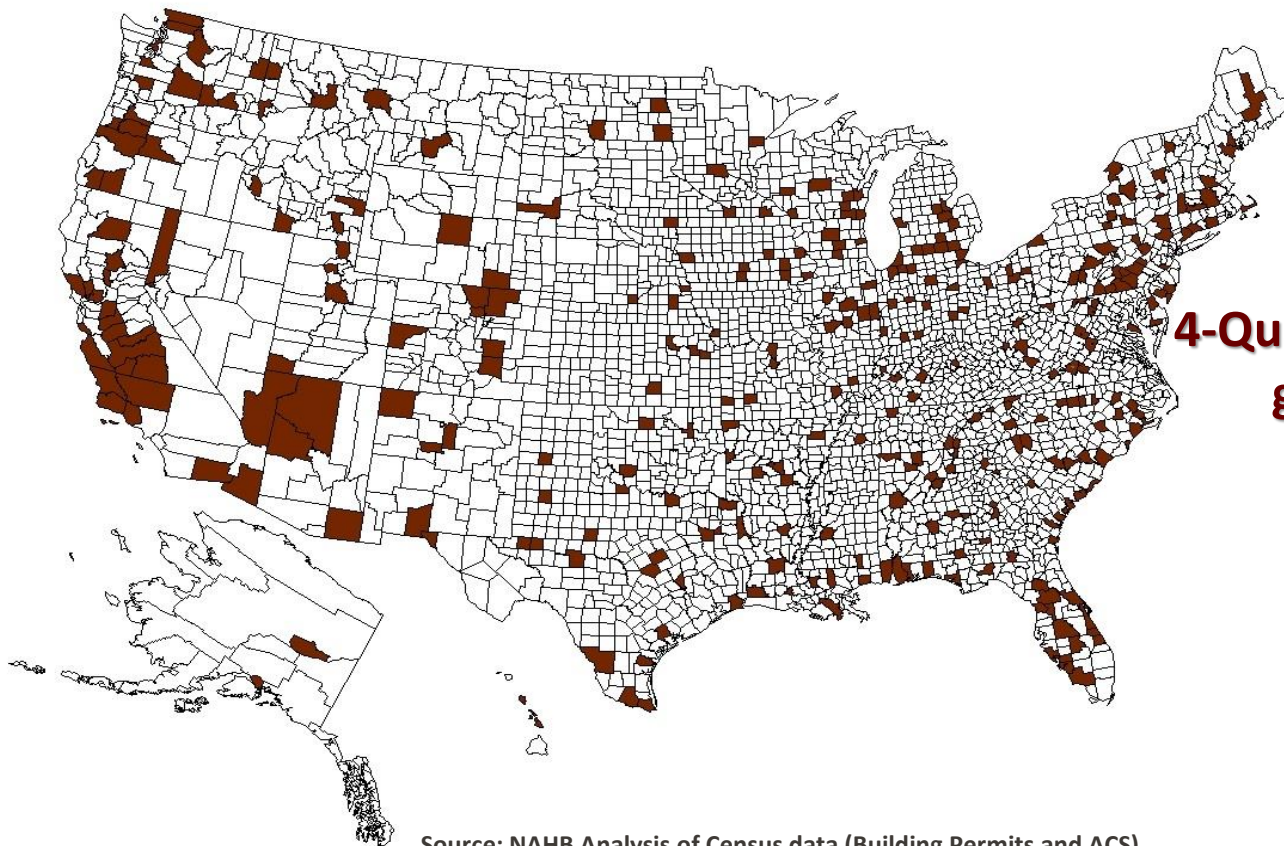 4-Qu
g
Source: NAHB Analysis of Census data (Building Permits and ACS)